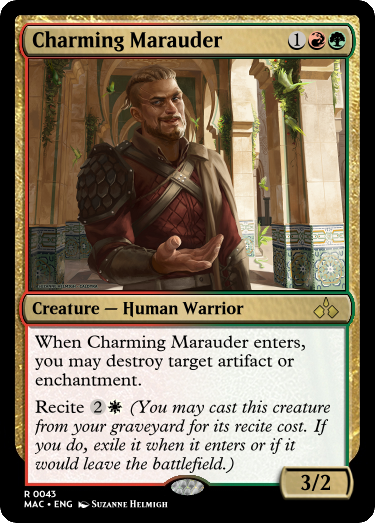 Charming Marauder 1
Creature — Human Warrior
When Charming Marauder enters,
you may destroy target artifact or
enchantment.
Recite 2 (You may cast this creature
from your graveyard for its recite cost. If
you do, exile it when it enters or if it
would leave the battlefield.)
3/2
R 0043
MAC • ENG Suzanne Helmigh